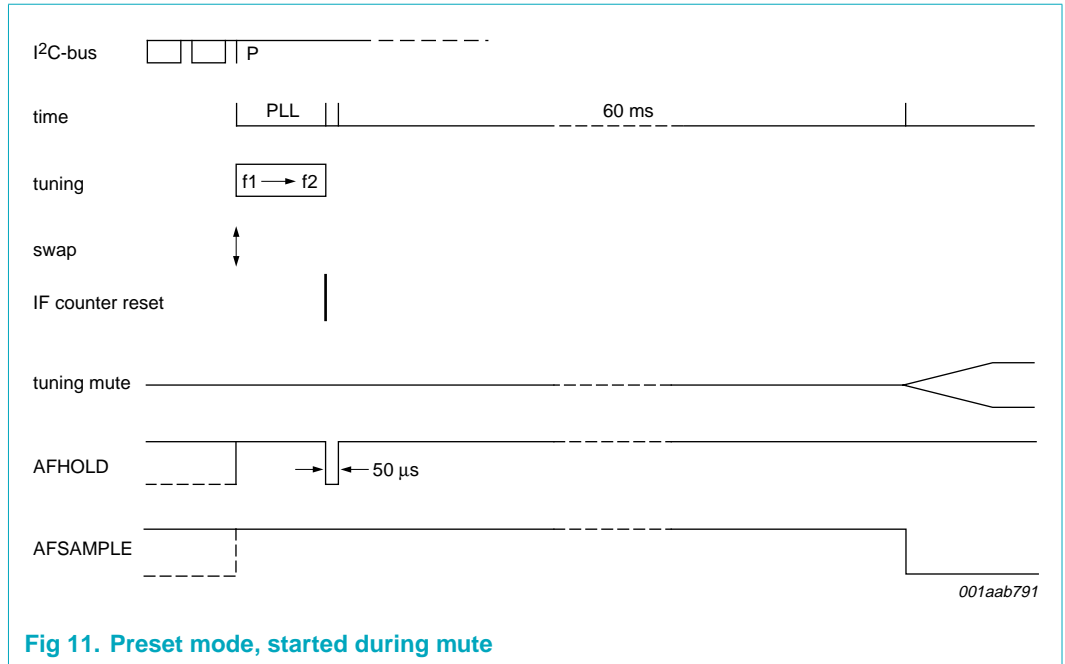 I²C-bus
P
time
PLL
60 ms
tuning
f1 → f2
swap
IF counter reset
tuning mute
AFHOLD
50 μs
AFSAMPLE
001aab791
Fig 11. Preset mode, started during mute